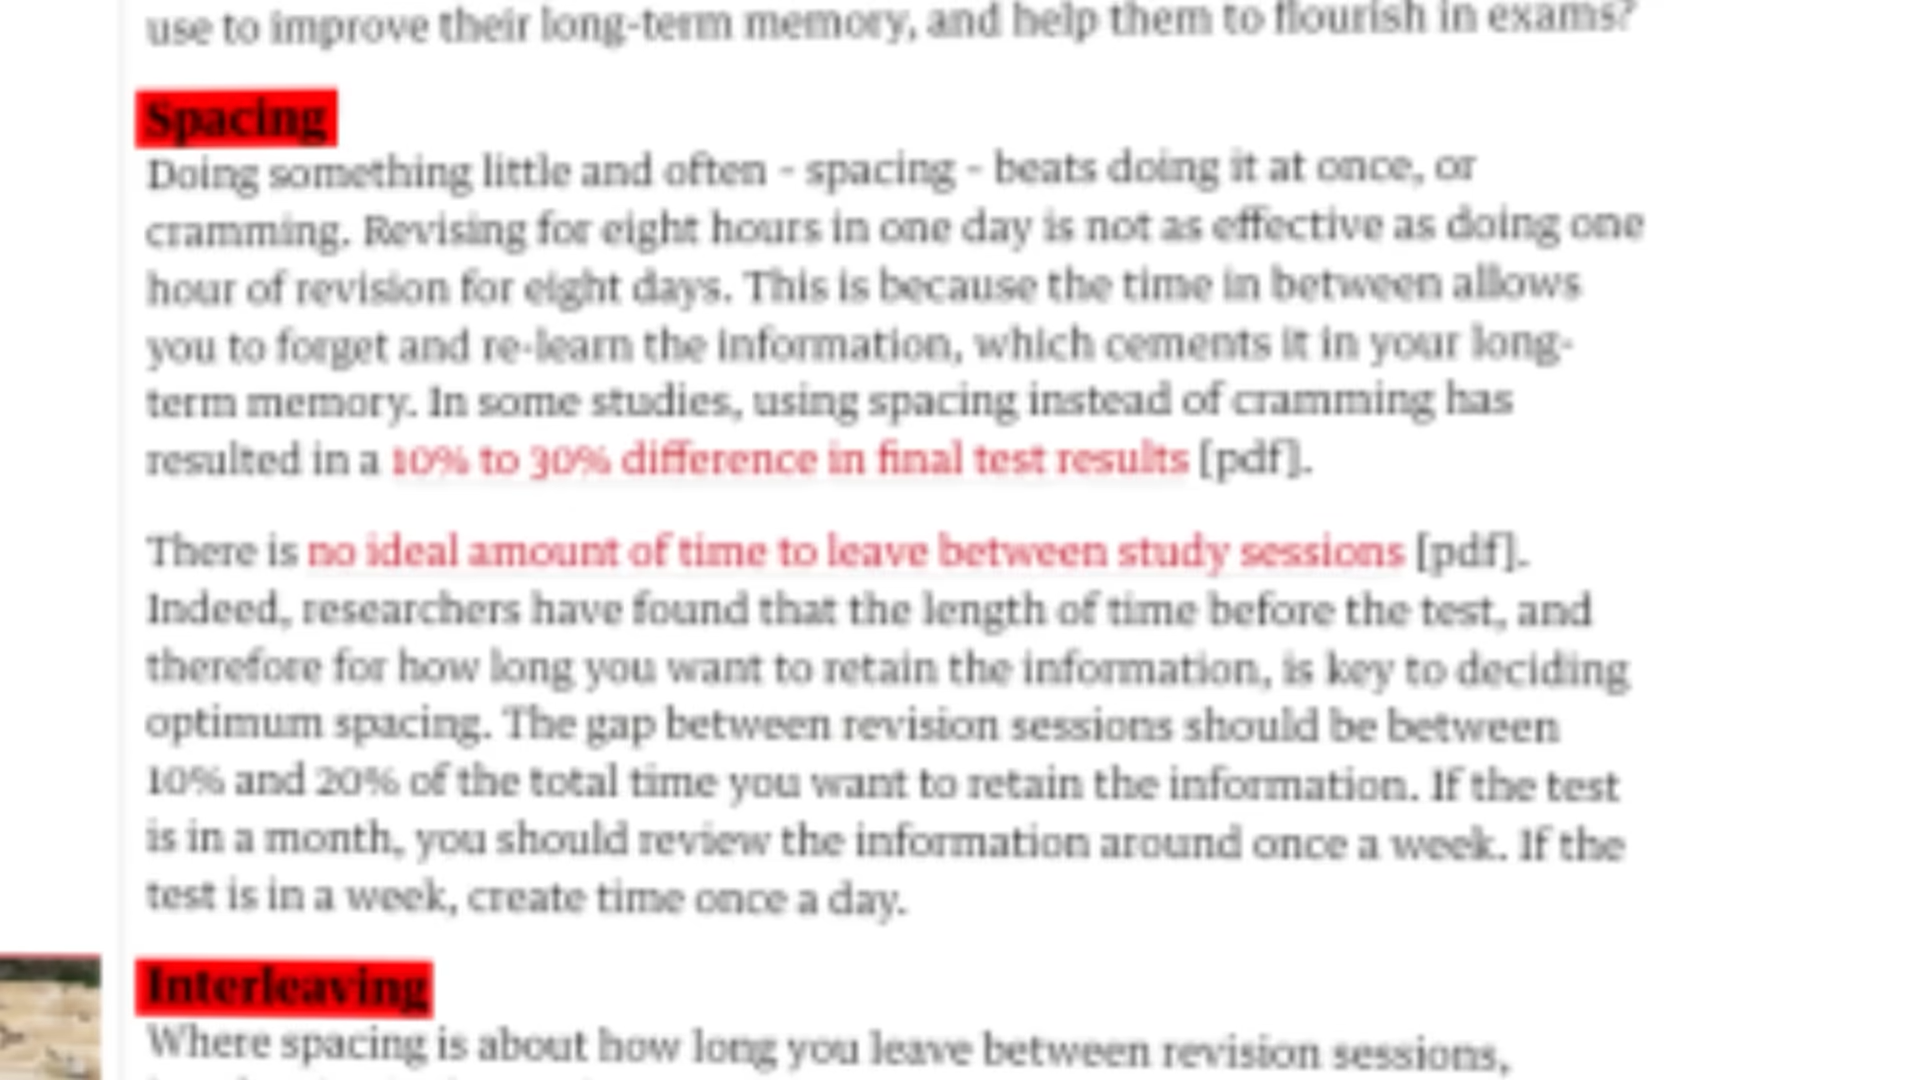 use to improve their long-term memory, and help them to flourish in exams?
Spacing
Doing something little and often - spacing - beats doing it at once, or
cramming. Revising for eight hours in one day is not as effective as doing one
hour of revision for eight days. This is because the time in between allows
you to forget and re-learn the information, which cements it in your long-
term memory. In some studies, using spacing instead of cramming has
resulted in a 10% to 30% difference in final test results [pdf].
There is no ideal amount of time to leave between study sessions [pdf].
Indeed, researchers have found that the length of time before the test, and
therefore for how long you want to retain the information, is key to deciding
optimum spacing. The gap between revision sessions should be between
10% and 20% of the total time you want to retain the information. If the test
is in a month, you should review the information around once a week. If the
test is in a week, create time once a day.
Interleaving
Where spacing is about how long you leave between revision sessions,